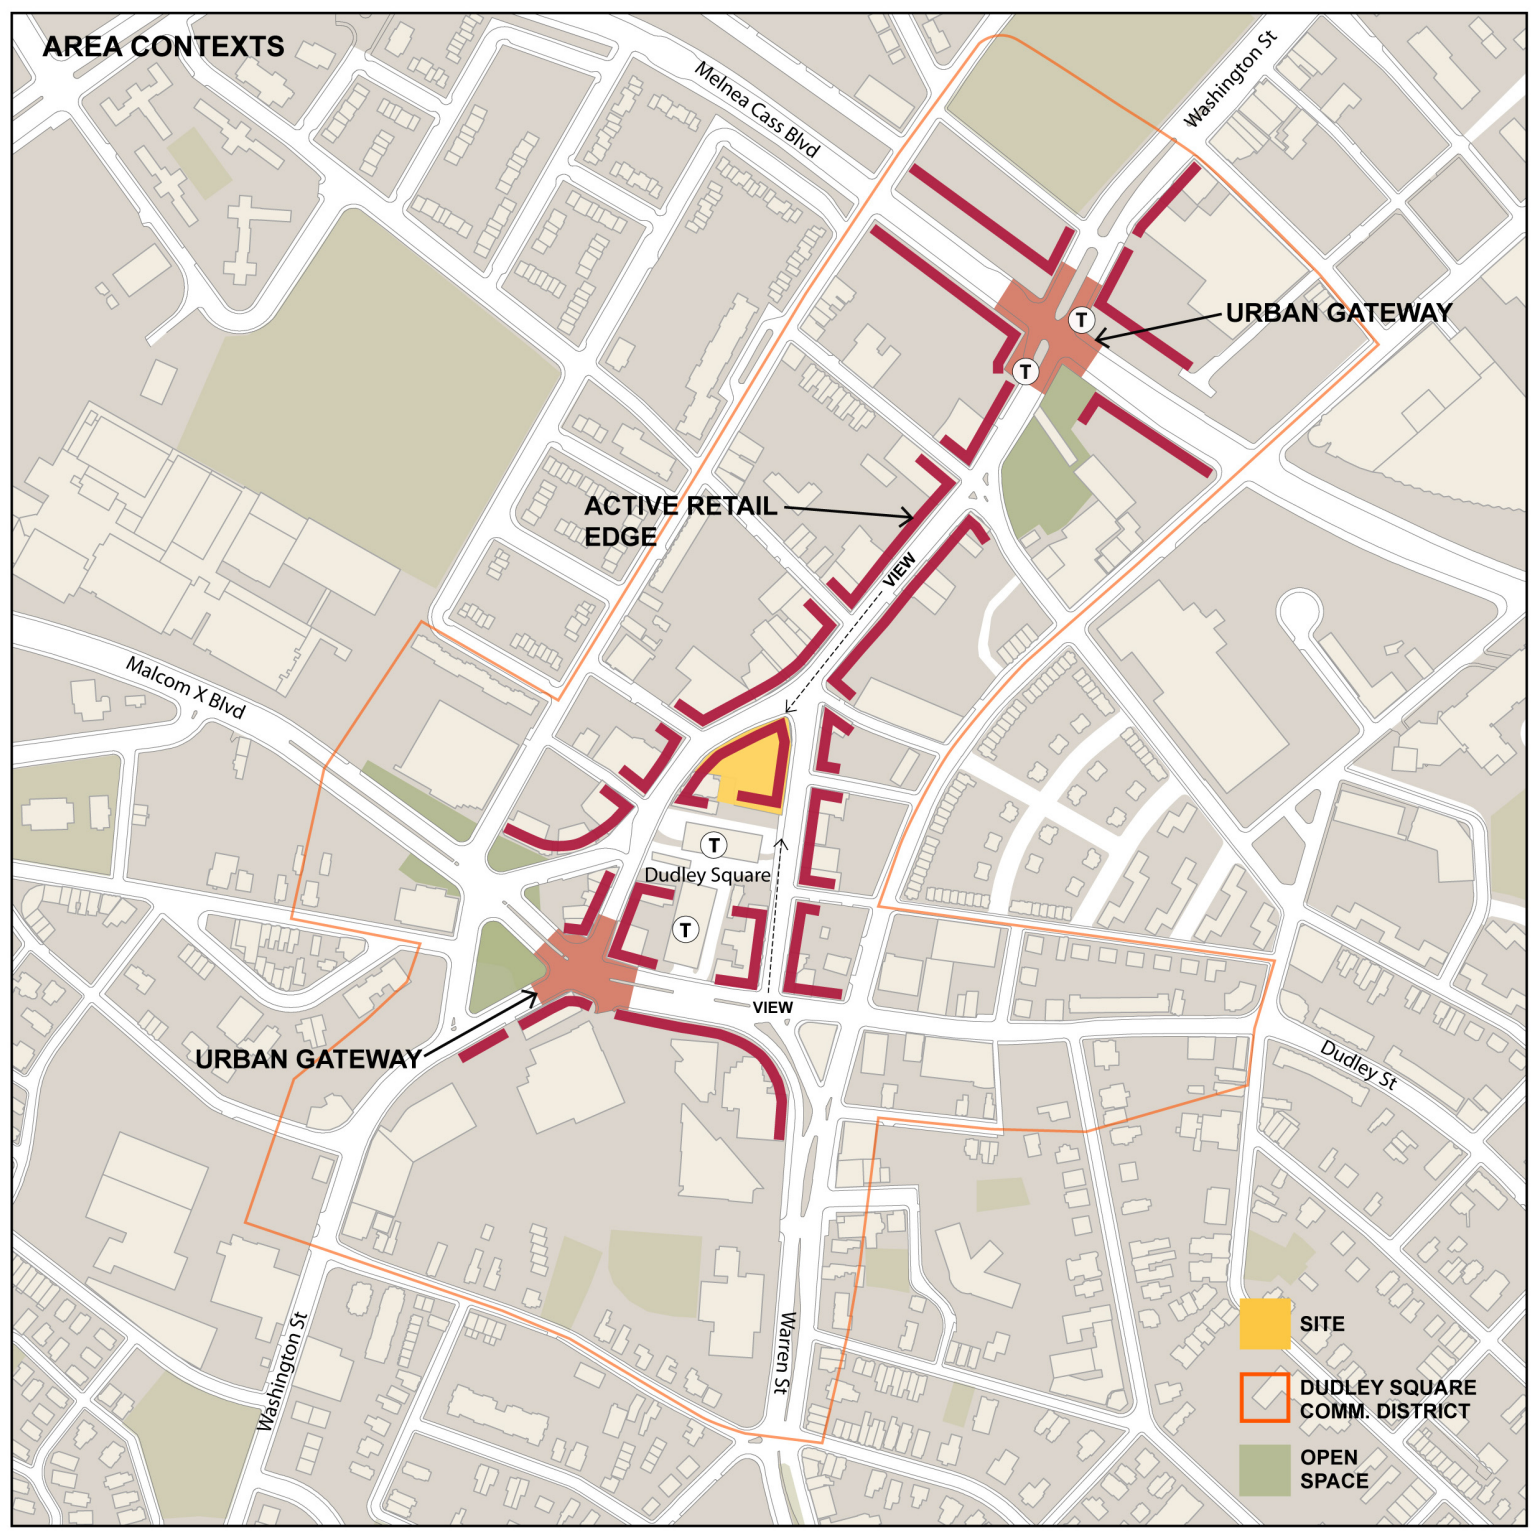 AREA CONTEXTS
Melnea Cass Blvd
Washington St
T
URBAN GATEWAY
T
ACTIVE RETAIL
EDGE
VIEW
Malcom X Blvd
T
Dudley Square
T
VIEW
URBAN GATEWAY
Dudley St
Warren St
Washington St
SITE
DUDLEY SQUARE
COMM. DISTRICT
OPEN
SPACE